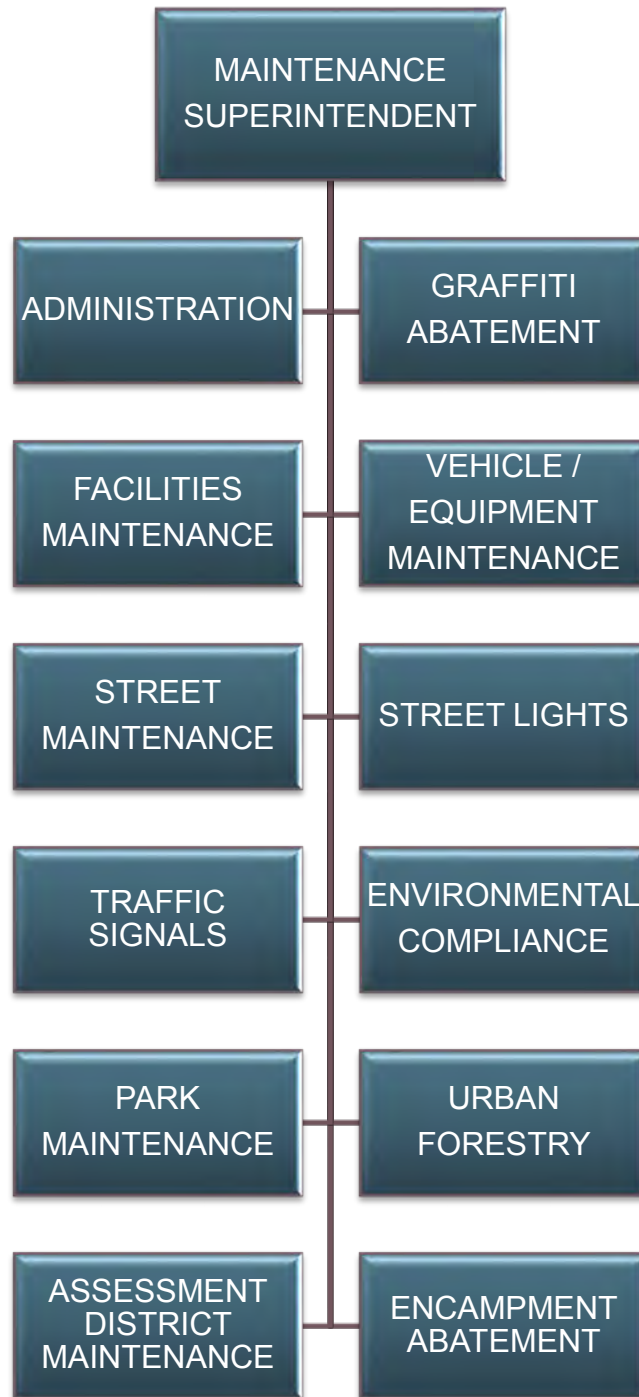 MAINTENANCE
SUPERINTENDENT
ADMINISTRATION
GRAFFITI
ABATEMENT
FACILITIES
MAINTENANCE
VEHICLE /
EQUIPMENT
MAINTENANCE
STREET
MAINTENANCE
STREET LIGHTS
TRAFFIC
SIGNALS
ENVIRONMENTAL
COMPLIANCE
PARK
MAINTENANCE
URBAN
FORESTRY
ASSESSMENT
DISTRICT
MAINTENANCE
ENCAMPMENT
ABATEMENT